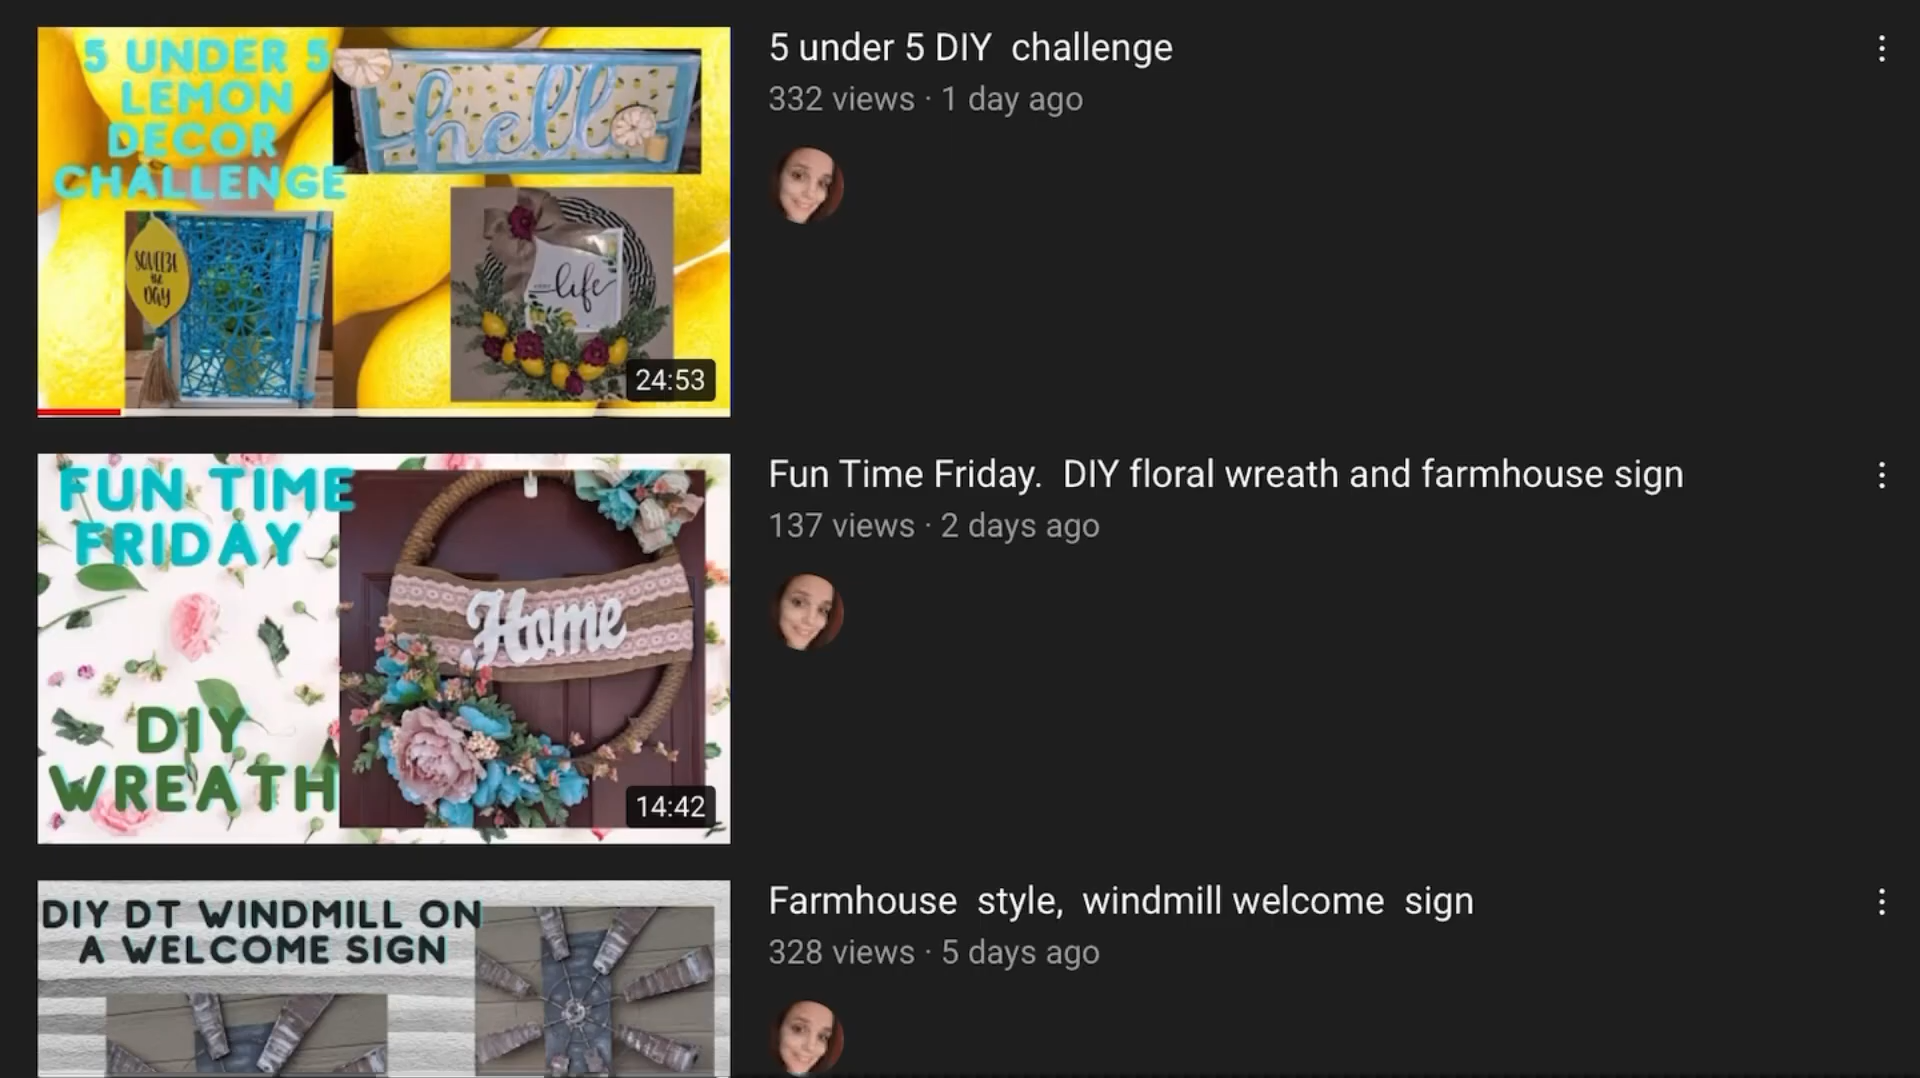 5 UNDER 5
LEMON
DECOR
CHALLENGE
hello
SQUEEZE
the
DAY
life
24:53
5 under 5 DIY  challenge
332 views · 1 day ago
FUN TIME
FRIDAY
DIY
WREATH
Home
14:42
Fun Time Friday.  DIY floral wreath and farmhouse sign
137 views · 2 days ago
DIY DT WINDMILL ON
A WELCOME SIGN
Farmhouse  style,  windmill welcome  sign
328 views · 5 days ago